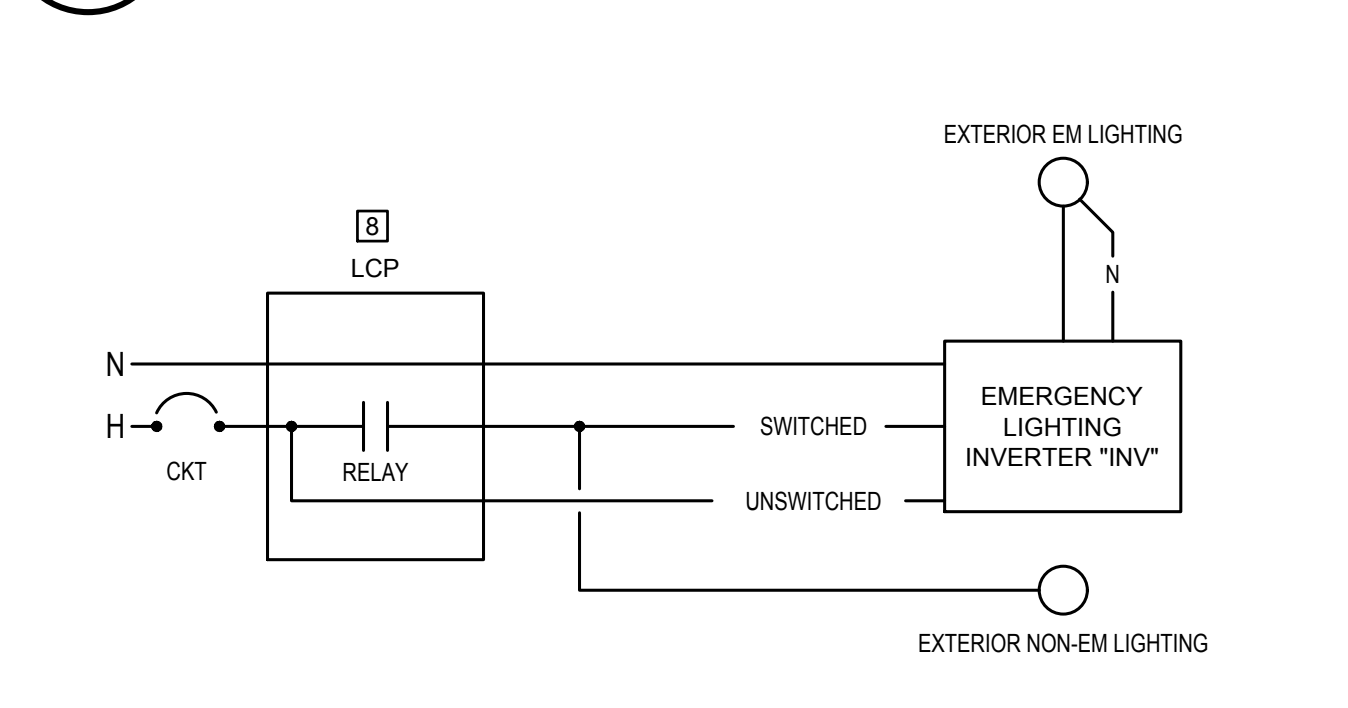 EXTERIOR EM LIGHTING
8
LCP
N
N
H
SWITCHED
CKT
RELAY
UNSWITCHED
EMERGENCY
LIGHTING
INVERTER "INV"
EXTERIOR NON-EM LIGHTING